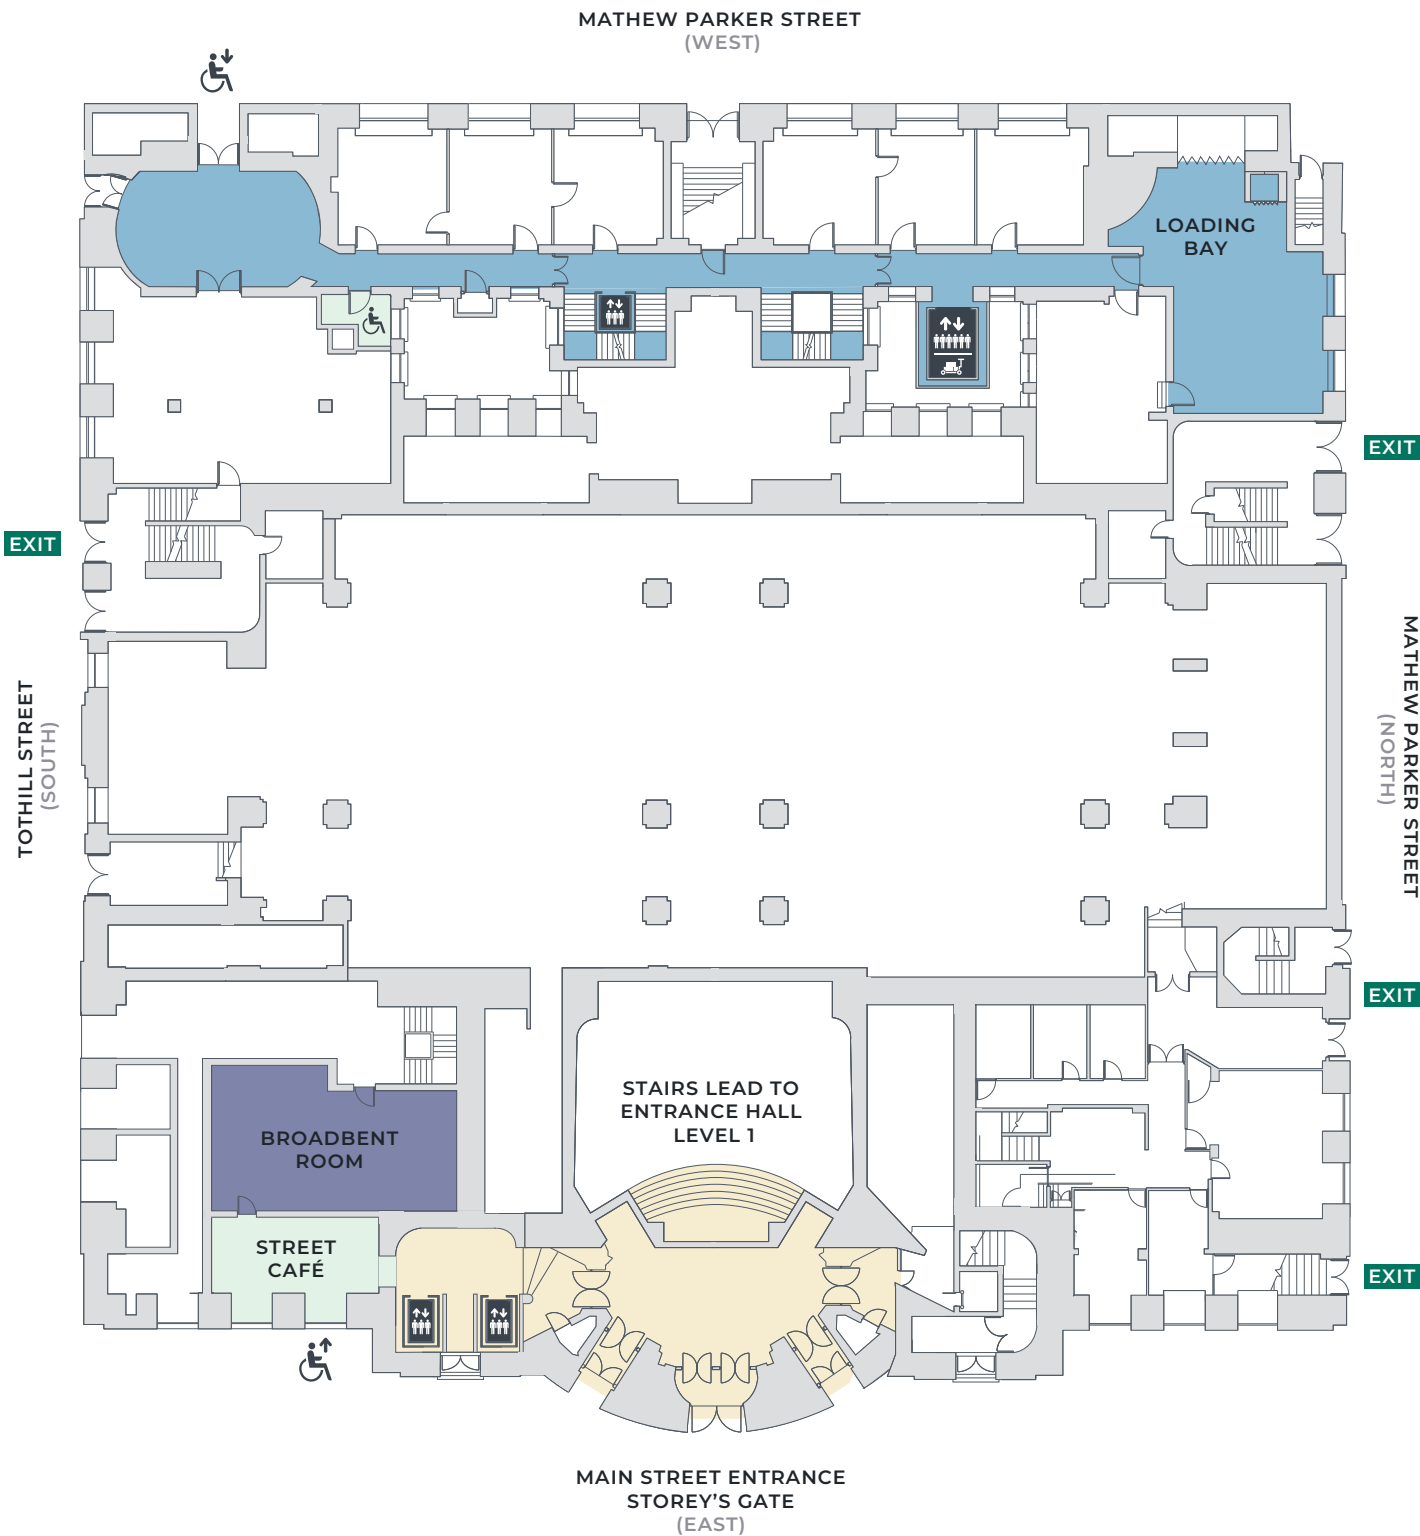 MATHEW PARKER STREET
(WEST)
LOADING
BAY
EXIT
EXIT
TOTHILL STREET
(SOUTH)
MATHEW PARKER STREET
(NORTH)
EXIT
STAIRS LEAD TO
ENTRANCE HALL
LEVEL 1
BROADBENT
ROOM
STREET
CAFÉ
EXIT
MAIN STREET ENTRANCE
STOREY'S GATE
(EAST)